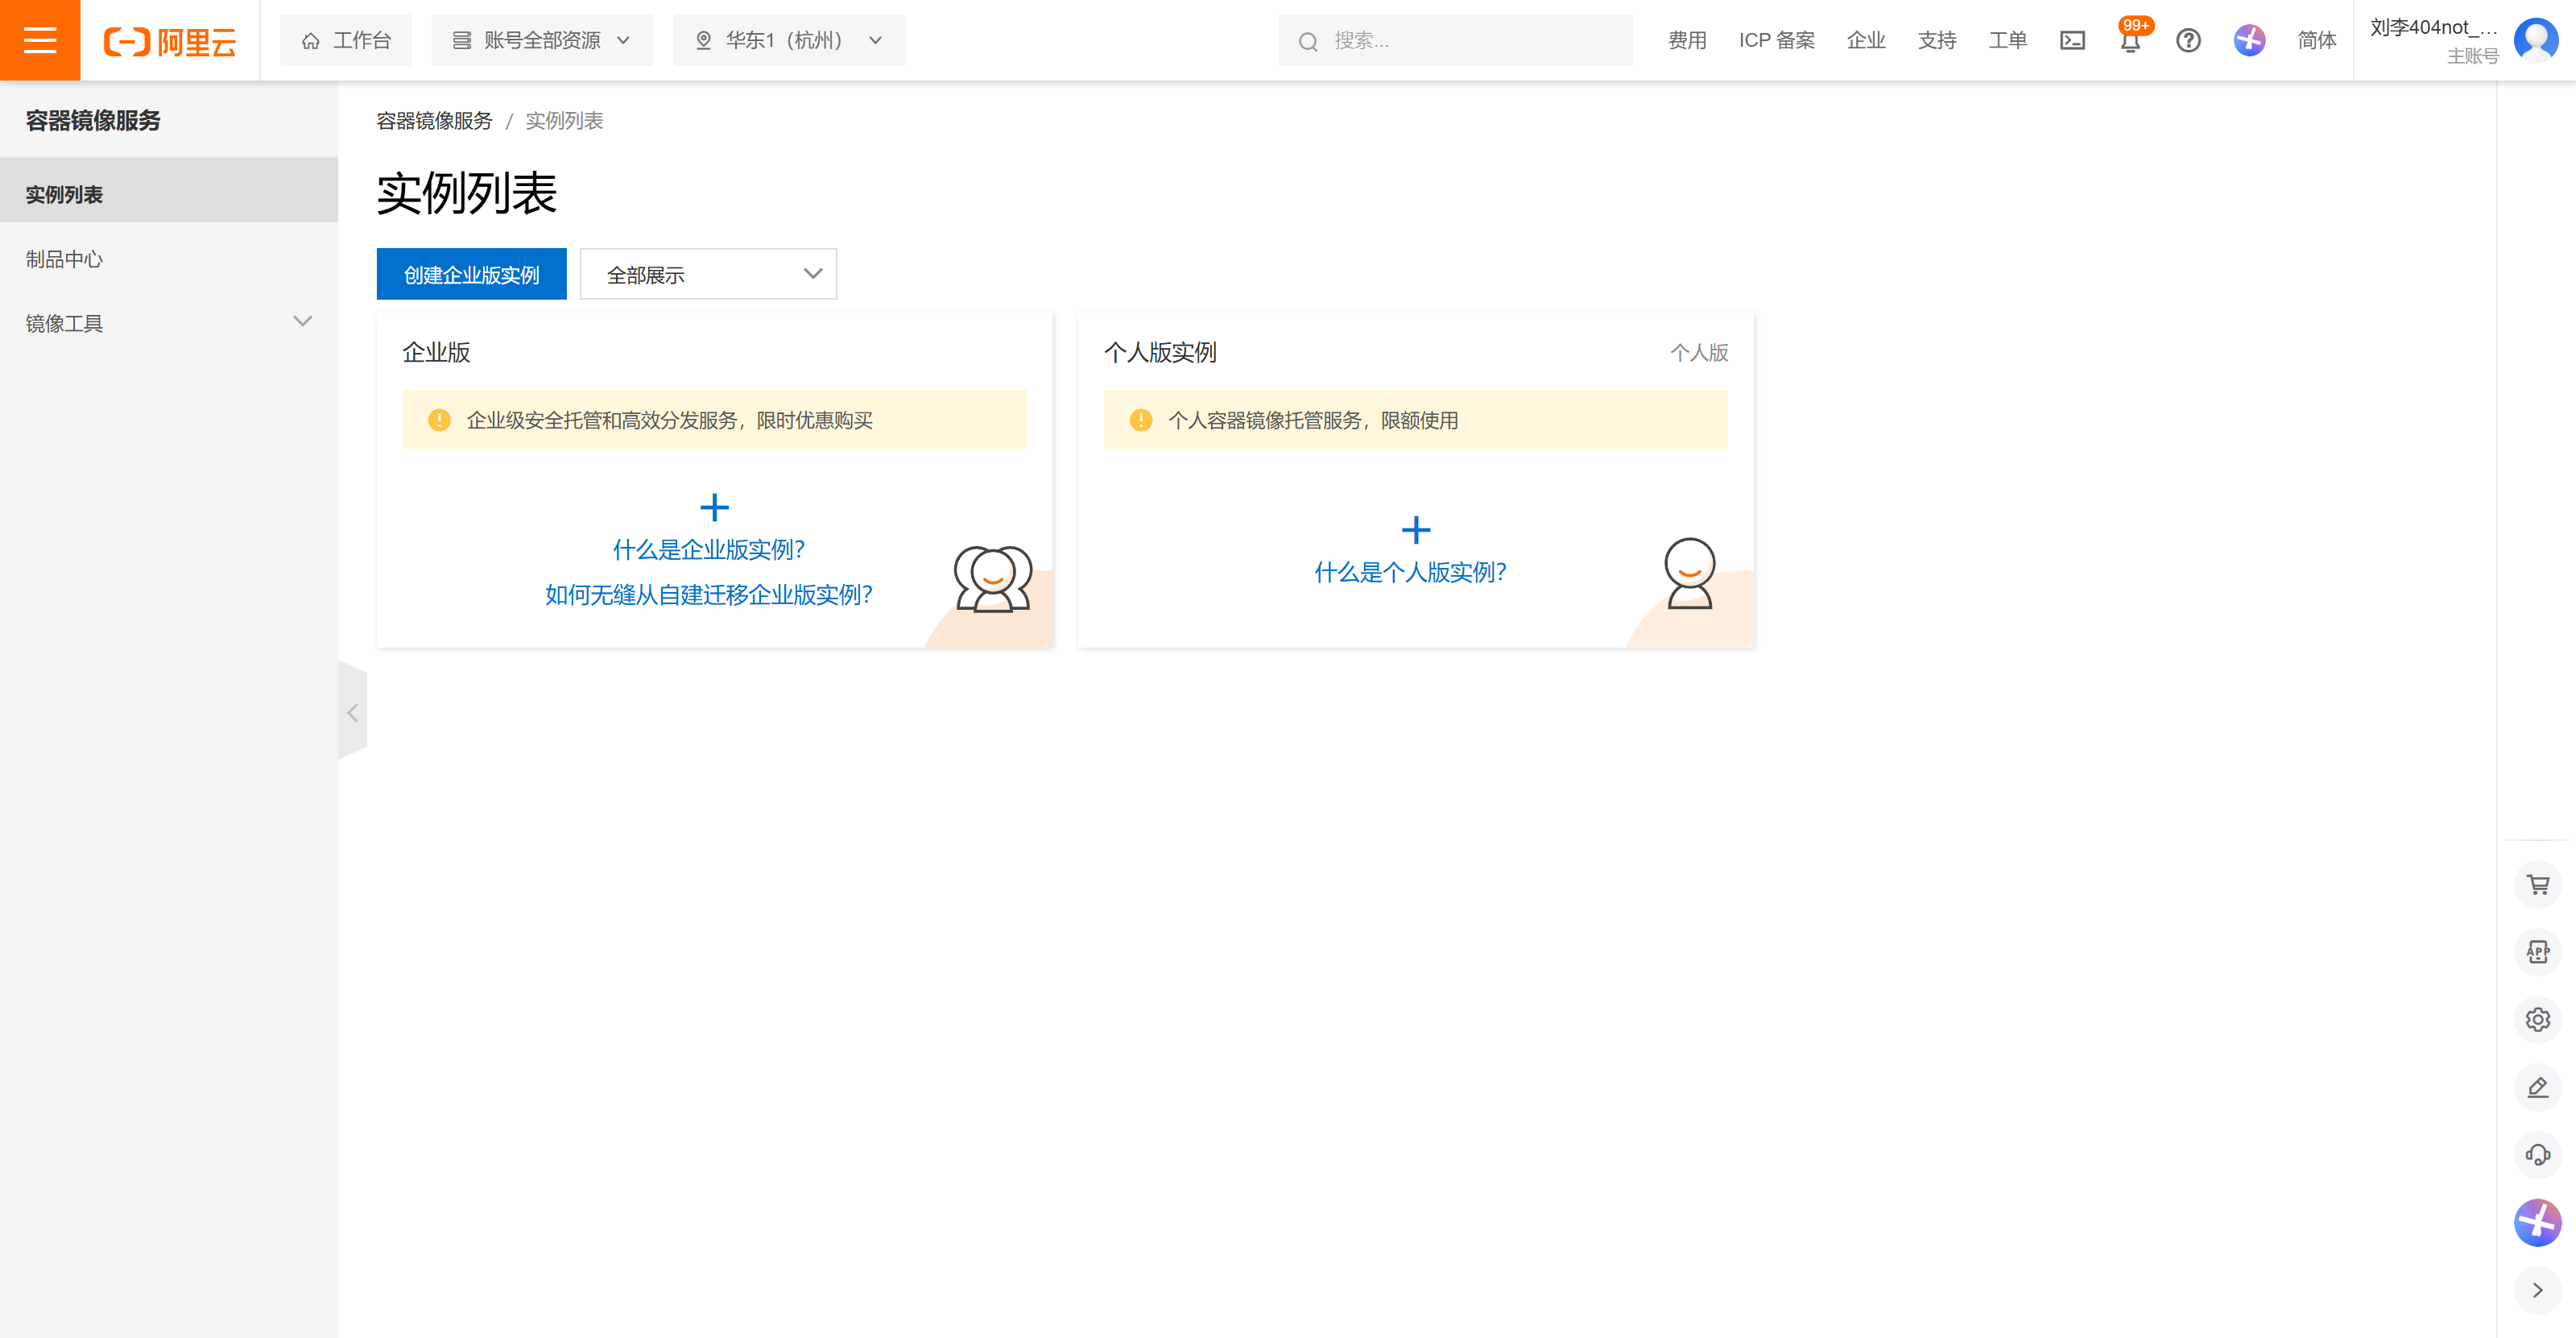 阿里云
工作台
账号全部资源
华东1（杭州）
搜索...
费用
ICP 备案
企业
支持
工单
99+
简体
刘李404not_...
主账号
容器镜像服务
实例列表
制品中心
镜像工具
容器镜像服务 / 实例列表
实例列表
创建企业版实例
全部展示
企业版
企业级安全托管和高效分发服务，限时优惠购买
什么是企业版实例？
如何无缝从自建迁移企业版实例？
个人版实例
个人版
个人容器镜像托管服务，限额使用
什么是个人版实例？
APP